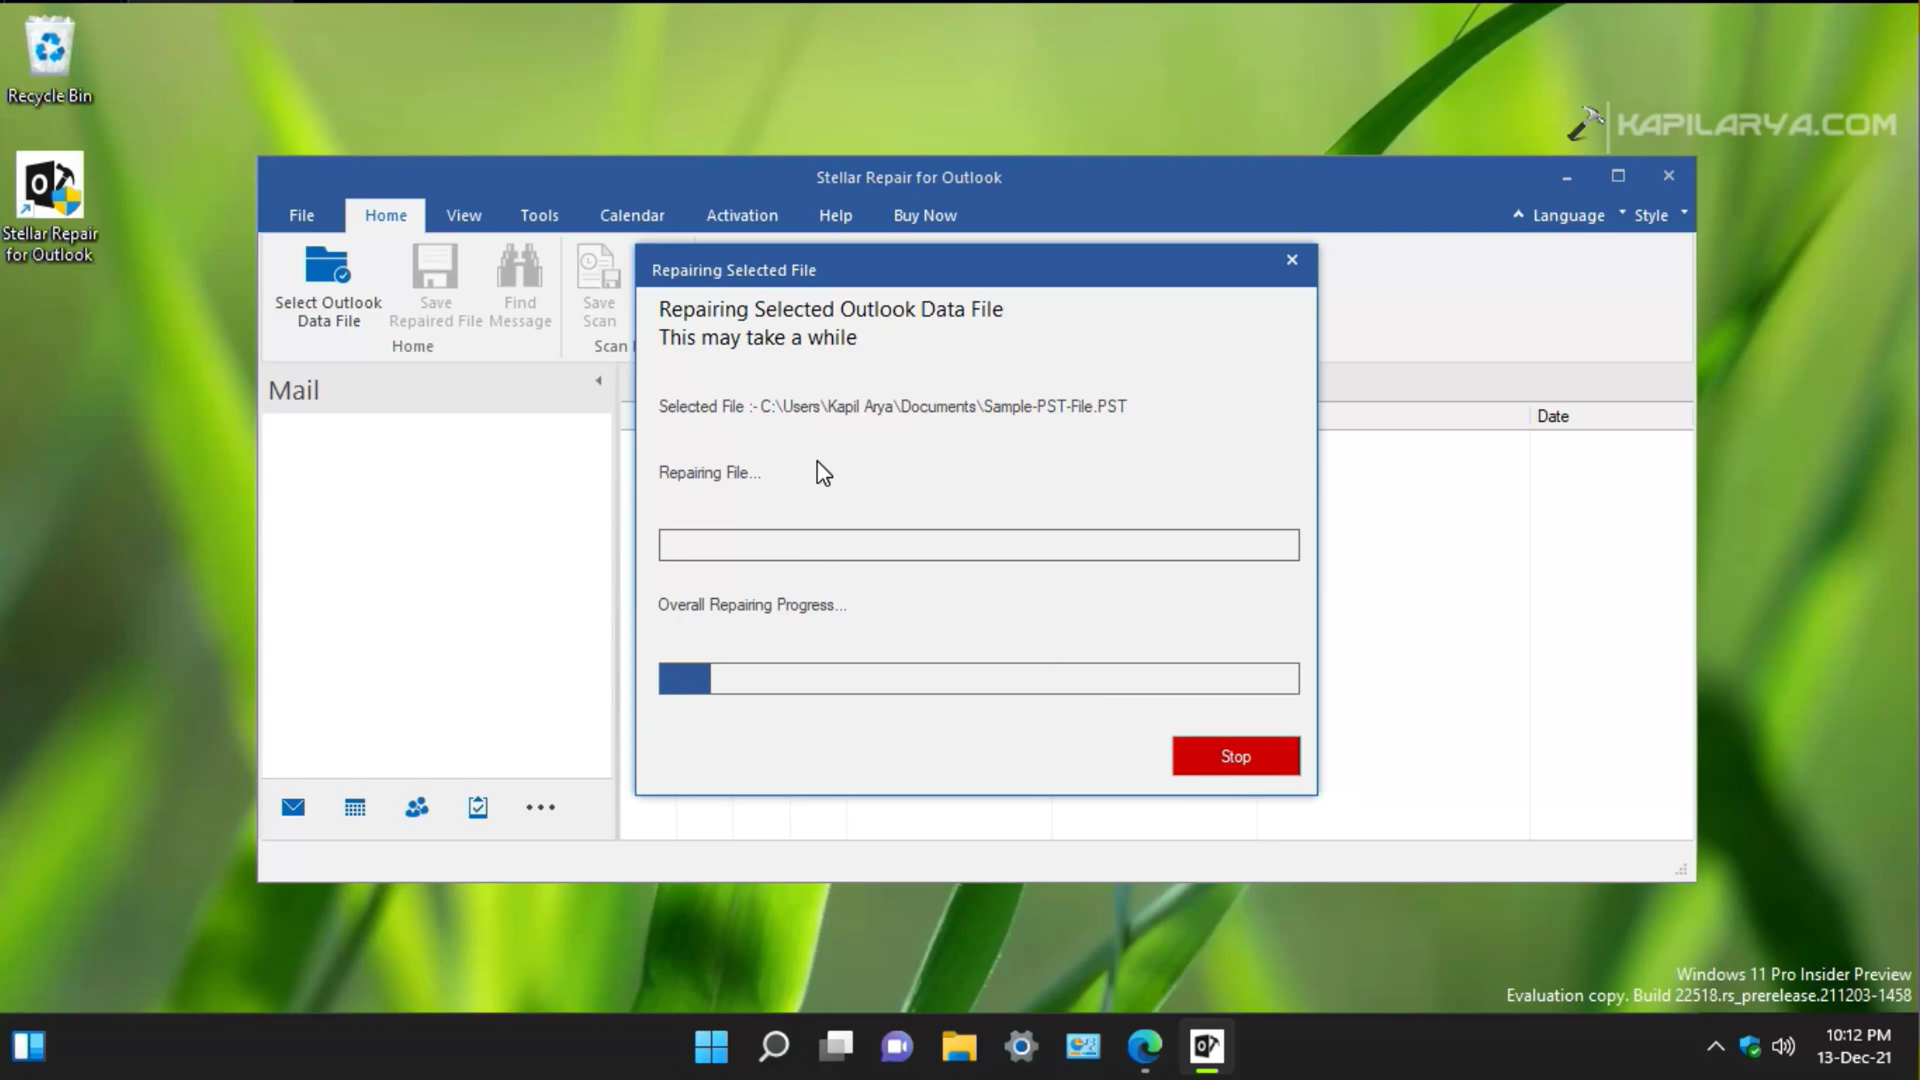 Recycle Bin
Stellar Repair
for Outlook
KAPILARYA.COM
Stellar Repair for Outlook
File Home View Tools Calendar Activation Help Buy Now Language Style
Select Outlook
Data File
Save
Repaired File
Find
Message
Save
Scan
Home
Scan
Mail
Date
Repairing Selected File
Repairing Selected Outlook Data File
This may take a while
Selected File :- C:\Users\Kapil Arya\Documents\Sample-PST-File.PST
Repairing File...
Overall Repairing Progress...
Stop
Windows 11 Pro Insider Preview
Evaluation copy. Build 22518.rs_prerelease.211203-1458
10:12 PM
13-Dec-21